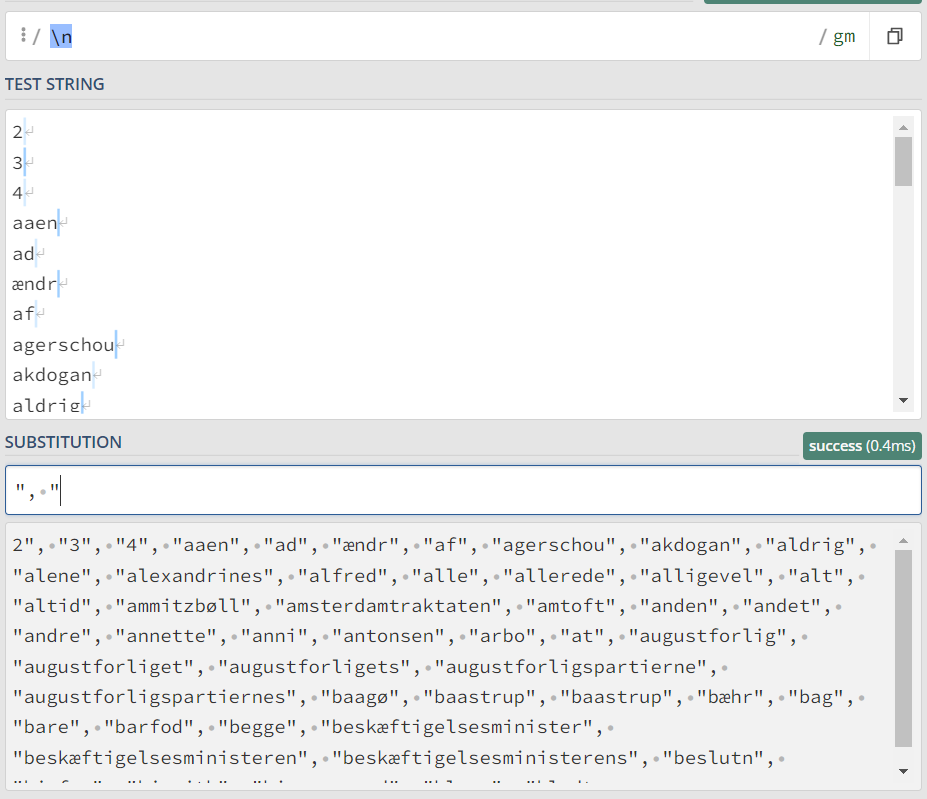 / \n / gm
TEST STRING
2
3
4
aaen
ad
ændr
af
agerschou
akdogan
aldrig
SUBSTITUTION
success (0.4ms)
", "
2", "3", "4", "aaen", "ad", "ændr", "af", "agerschou", "akdogan", "aldrig",
"alene", "alexandrines", "alfred", "alle", "allerede", "alligevel", "alt",
"altid", "ammitzbøll", "amsterdamtraktaten", "amtoft", "anden", "andet",
"andre", "annette", "anni", "antonsen", "arbo", "at", "augustforlig",
"augustforliget", "augustforligets", "augustforligspartierne",
"augustforligspartiernes", "baagø", "baastrup", "baastrup", "bæhr", "bag",
"bare", "barfod", "begge", "beskæftigelsesminister",
"beskæftigelsesministeren", "beskæftigelsesministerens", "beslutn",